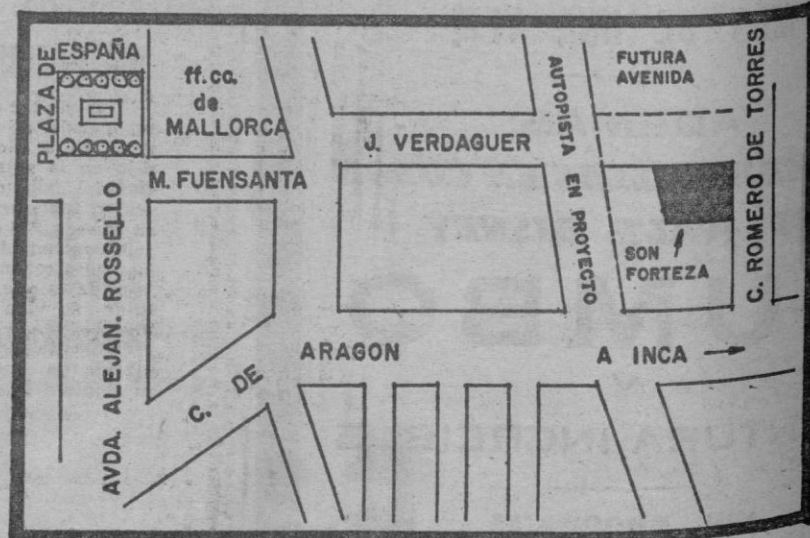 PLAZA DE
ESPAÑA
ff.ca.
de
MALLORCA
FUTURA
AVENIDA
AUTOPISTA EN PROYECTO
C. ROMERO DE TORRES
J. VERDAGUER
M. FUENSANTA
SON
FORTEZA
AVDA. ALEJAN. ROSSELLO
C. DE
ARAGON
A INCA